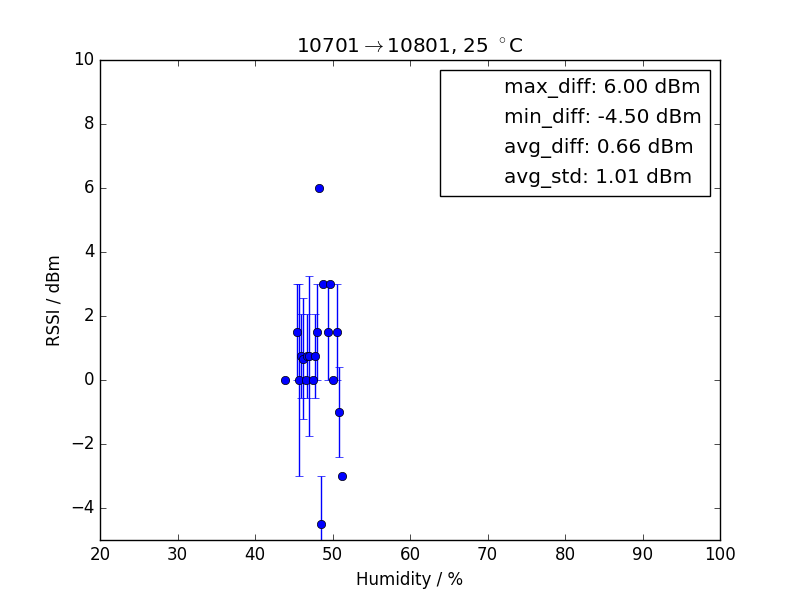 10701→10801, 25 °C
max_diff: 6.00 dBm
min_diff: -4.50 dBm
avg_diff: 0.66 dBm
avg_std: 1.01 dBm
10
8
6
4
2
0
−2
−4
RSSI / dBm
20 30 40 50 60 70 80 90 100
Humidity / %